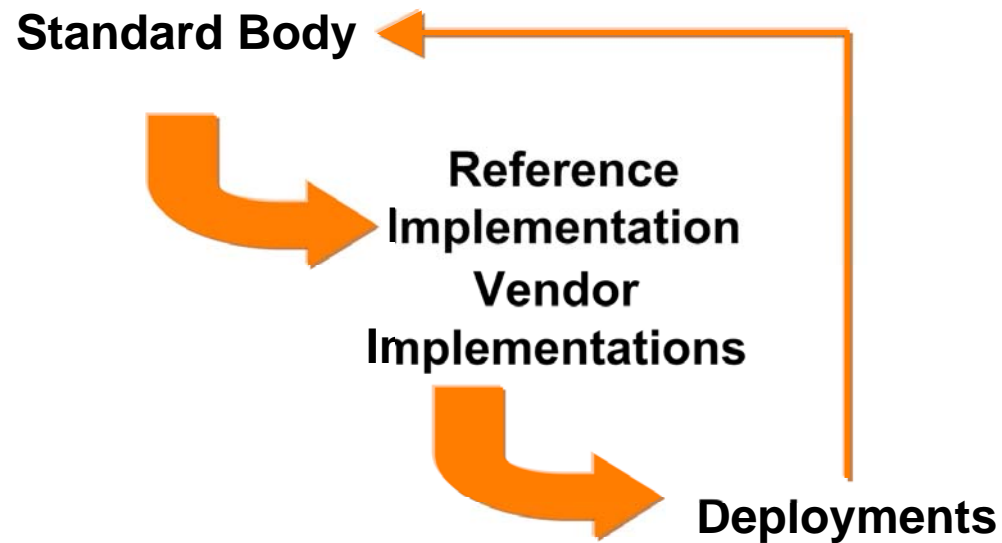 Standard Body
Reference
Implementation
Vendor
Implementations
Deployments